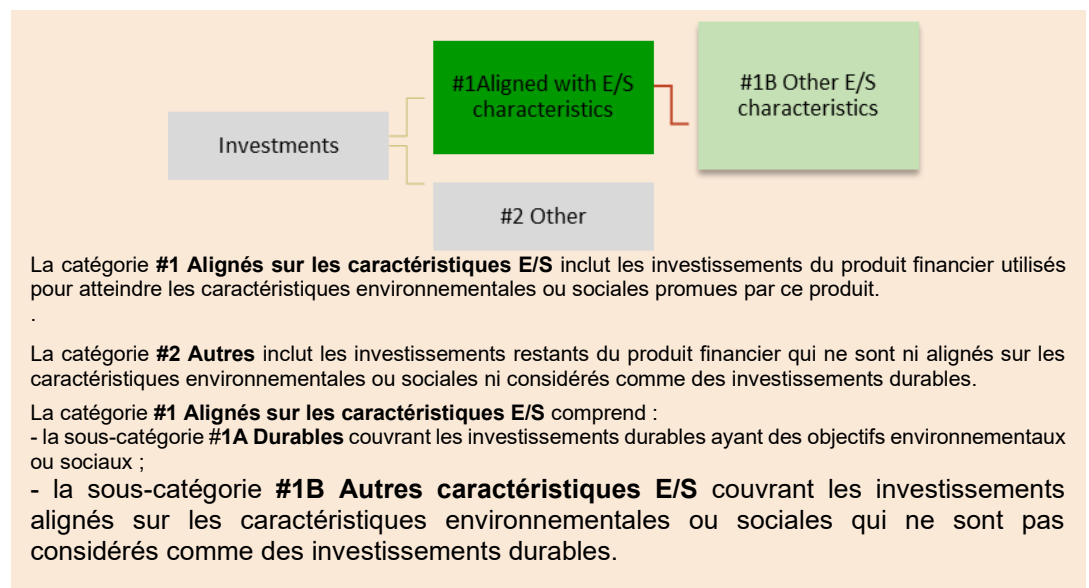 #1Aligned with E/S
characteristics
#1B Other E/S
characteristics
Investments
#2 Other
La catégorie #1 Alignés sur les caractéristiques E/S inclut les investissements du produit financier utilisés
pour atteindre les caractéristiques environnementales ou sociales promues par ce produit.
.
La catégorie #2 Autres inclut les investissements restants du produit financier qui ne sont ni alignés sur les
caractéristiques environnementales ou sociales ni considérés comme des investissements durables.
La catégorie #1 Alignés sur les caractéristiques E/S comprend :
- la sous-catégorie #1A Durables couvrant les investissements durables ayant des objectifs environnementaux
ou sociaux ;
- la sous-catégorie #1B Autres caractéristiques E/S couvrant les investissements
alignés sur les caractéristiques environnementales ou sociales qui ne sont pas
considérés comme des investissements durables.